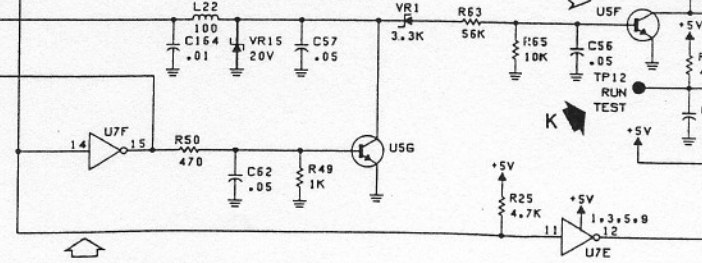 L22
100
C164
.01
VR15
20V
C57
.05
VR1
3.3K
R63
56K
R65
10K
C56
.05
U5F
+5V
TP12
RUN
TEST
K
U7F
14
15
R50
470
C62
.05
R49
1K
U5G
+5V
R25
4.7K
+5V
+5V
1,3,5,9
11
12
U7E